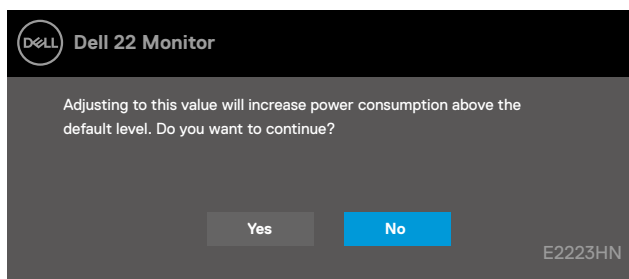 DELL Dell 22 Monitor
Adjusting to this value will increase power consumption above the
default level. Do you want to continue?
Yes No
E2223HN